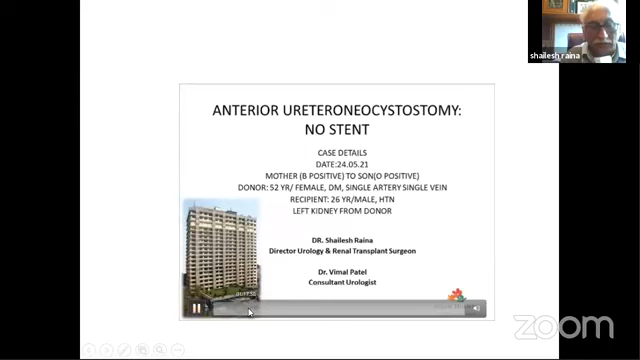 shailesh raina
ANTERIOR URETERONEOCYSTOSTOMY:
NO STENT
CASE DETAILS
DATE:24.05.21
MOTHER (B POSITIVE) TO SON(O POSITIVE)
DONOR: 52 YR/ FEMALE, DM, SINGLE ARTERY SINGLE VEIN
RECIPIENT: 26 YR/MALE, HTN
LEFT KIDNEY FROM DONOR
DR. Shailesh Raina
Director Urology & Renal Transplant Surgeon
Dr. Vimal Patel
Consultant Urologist
zoom